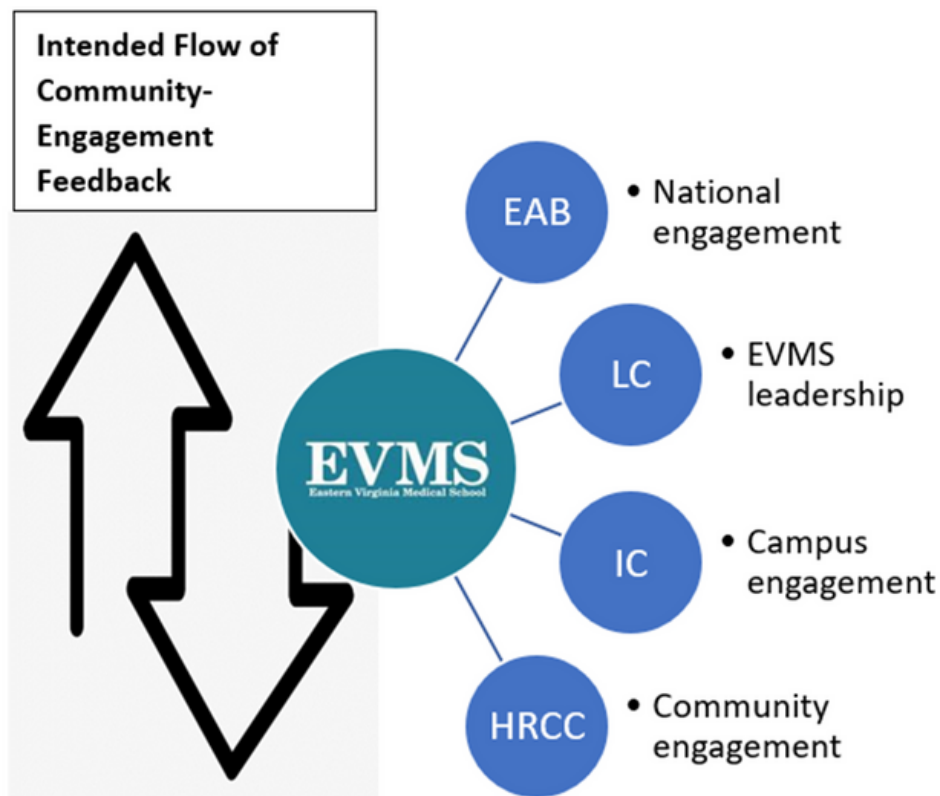 Intended Flow of
Community-
Engagement
Feedback
EAB
• National
engagement
LC
• EVMS
leadership
EVMS
Eastern Virginia Medical School
IC
• Campus
engagement
HRCC
• Community
engagement